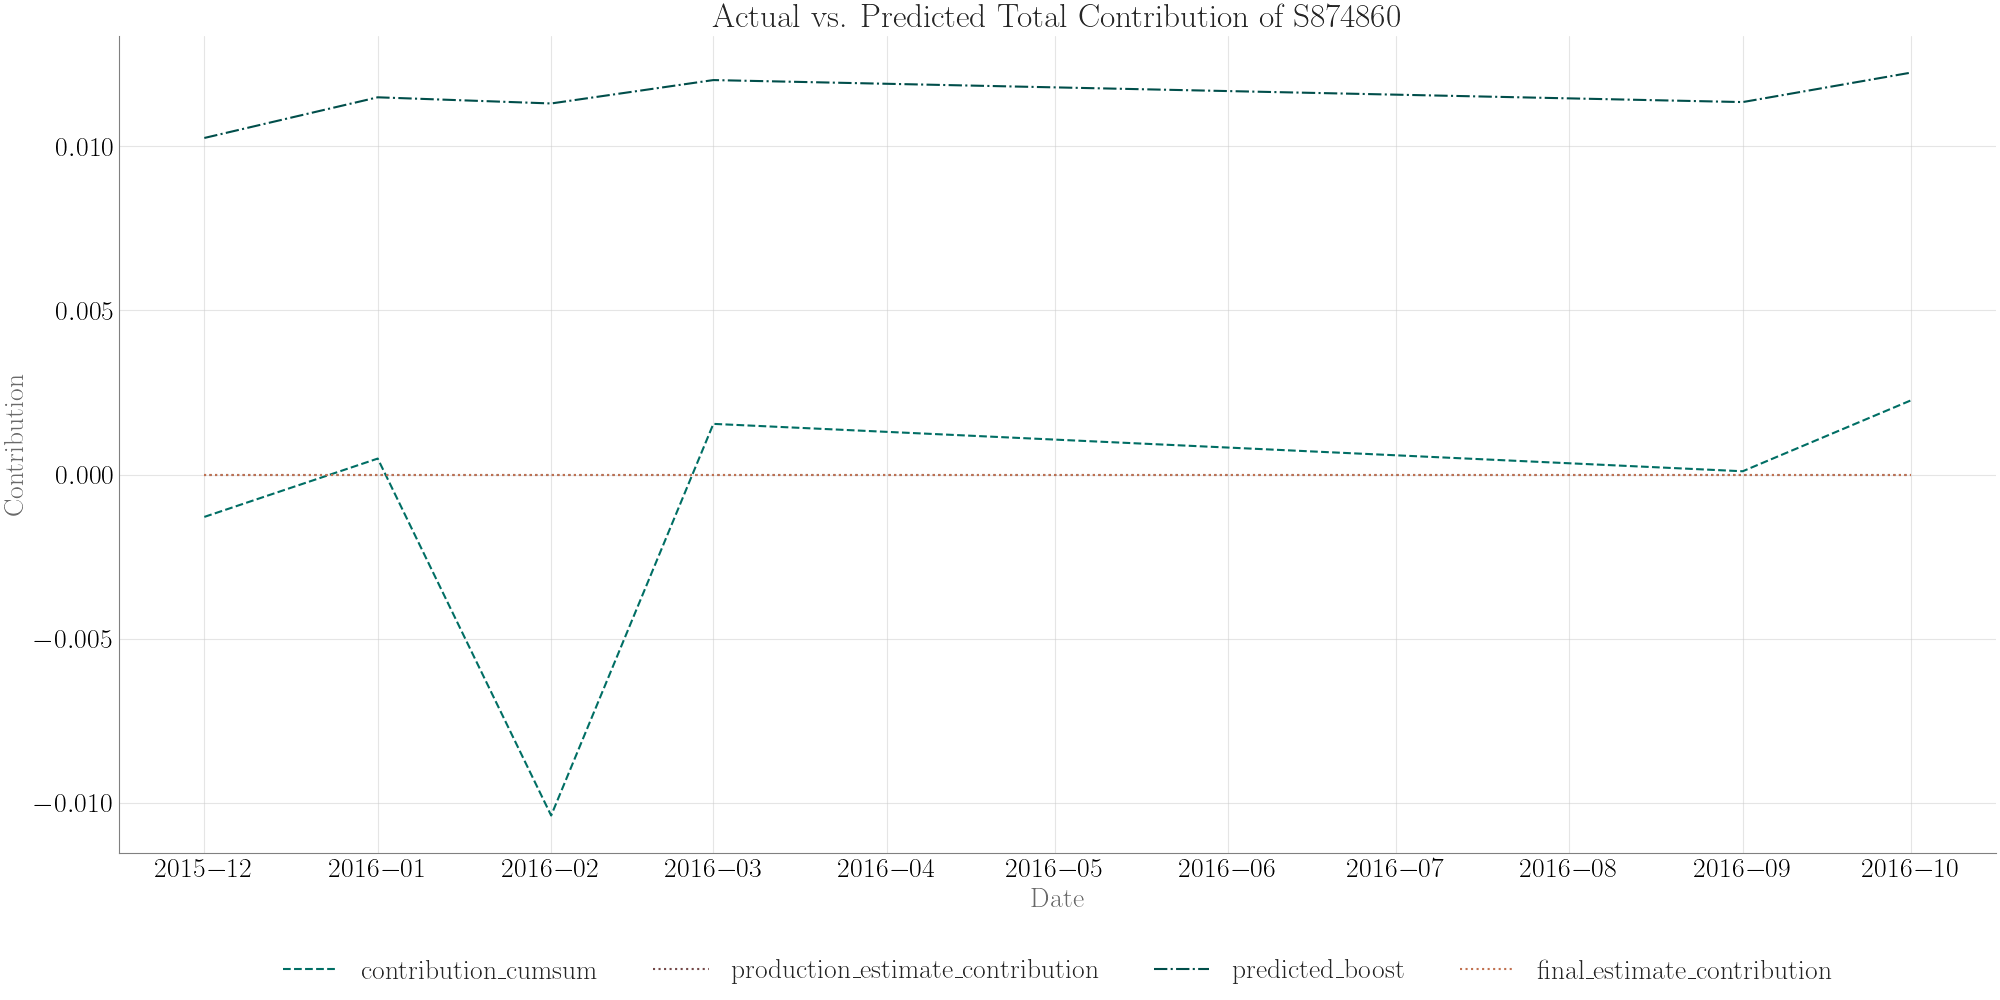 Actual vs. Predicted Total Contribution of S874860
0.010
0.005
0.000
−0.005
−0.010
Contribution
2015−12 2016−01 2016−02 2016−03 2016−04 2016−05 2016−06 2016−07 2016−08 2016−09 2016−10
Date
contribution_cumsum production_estimate_contribution predicted_boost final_estimate_contribution